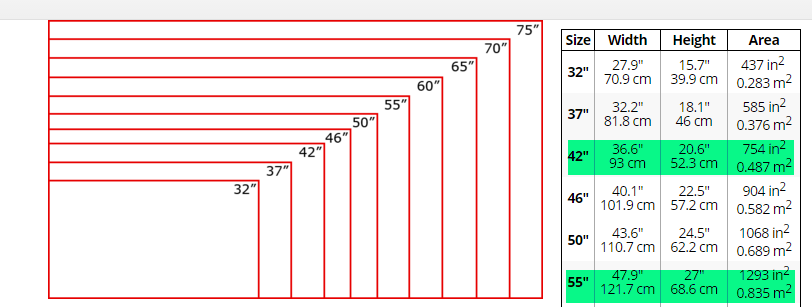 75”
70”
65”
60”
55”
50”
46”
42”
37”
32”
Size Width Height Area
32" 27.9" 15.7" 437 in2
70.9 cm 39.9 cm 0.283 m2
37" 32.2" 18.1" 585 in2
81.8 cm 46 cm 0.376 m2
42" 36.6" 20.6" 754 in2
93 cm 52.3 cm 0.487 m2
46" 40.1" 22.5" 904 in2
101.9 cm 57.2 cm 0.582 m2
50" 43.6" 24.5" 1068 in2
110.7 cm 62.2 cm 0.689 m2
55" 47.9" 27" 1293 in2
121.7 cm 68.6 cm 0.835 m2